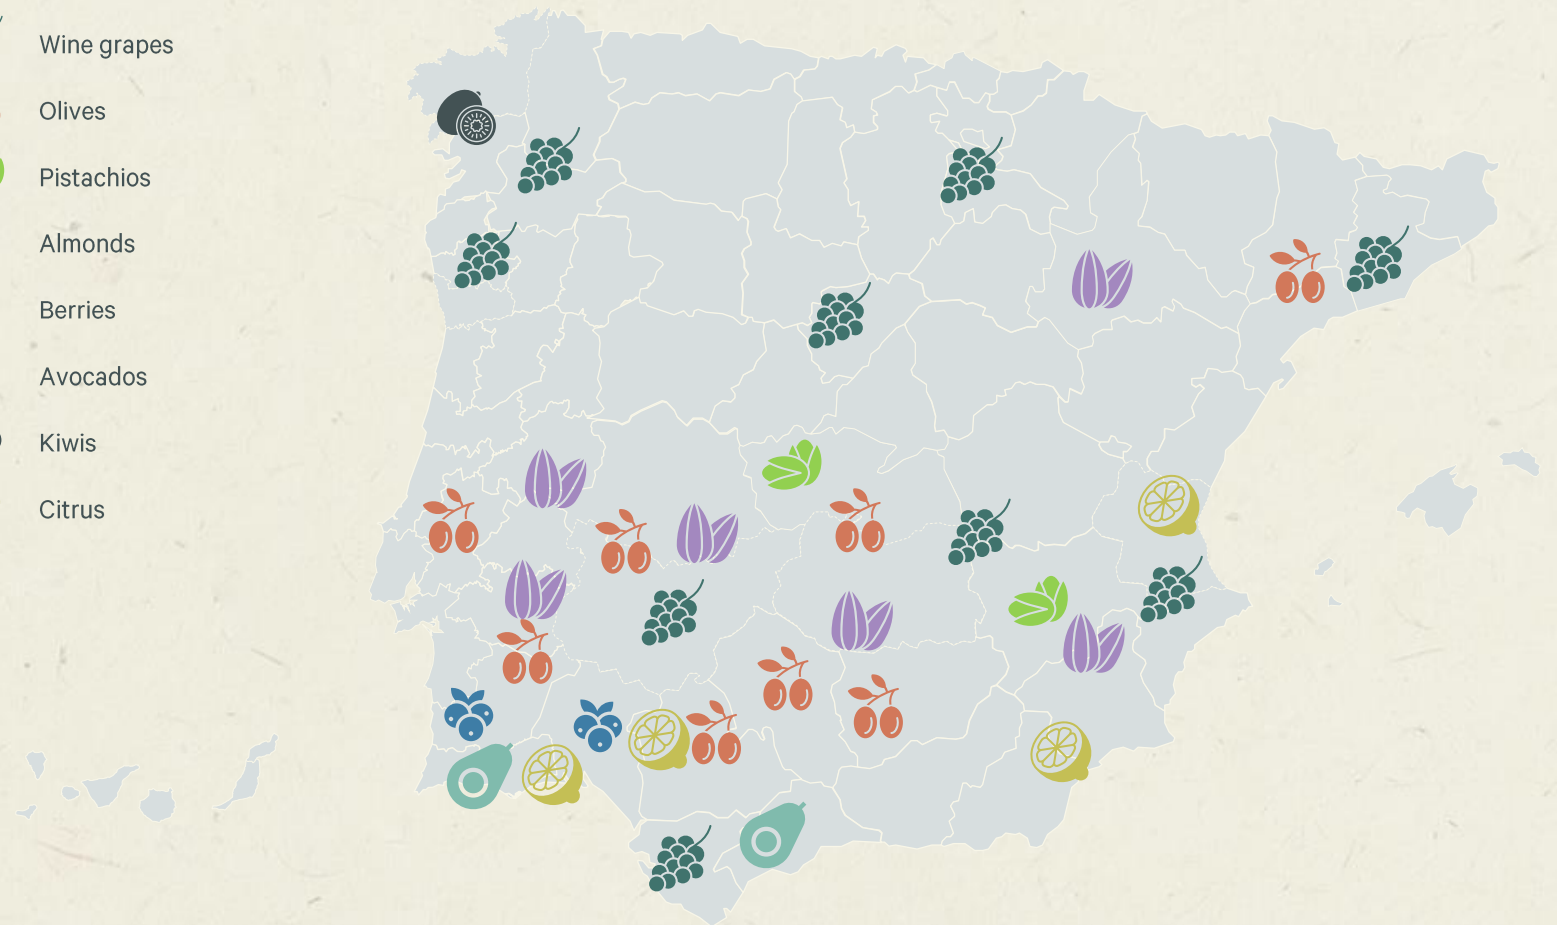 Wine grapes
Olives
Pistachios
Almonds
Berries
Avocados
Kiwis
Citrus